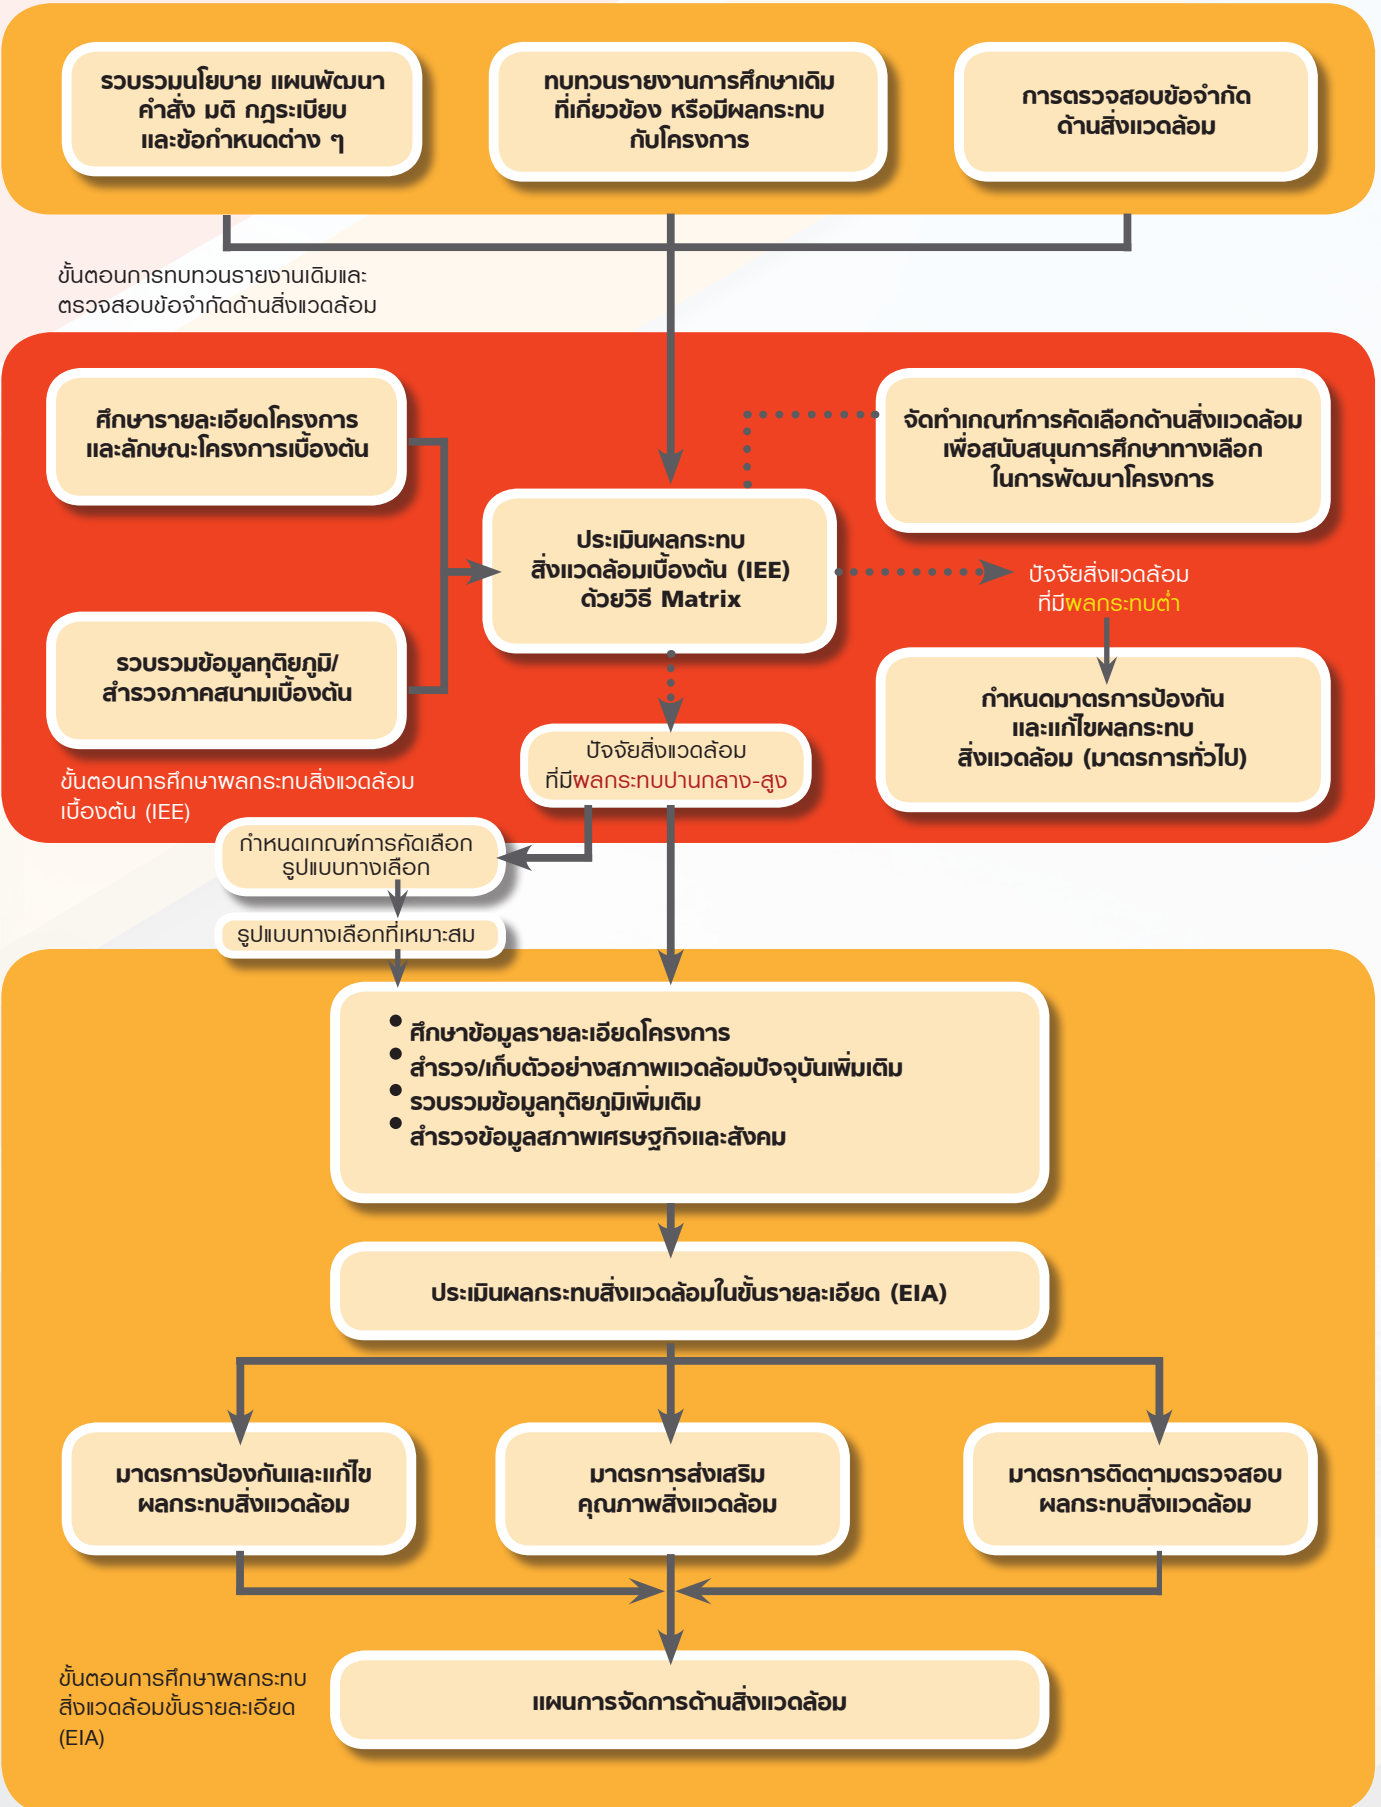 รวบรวมนโยบาย แผนพัฒนา
คำสั่ง มติ กฎระเบียบ
และข้อกำหนดต่าง ๆ
ทบทวนรายงานการศึกษาเดิม
ที่เกี่ยวข้อง หรือมีผลกระทบ
กับโครงการ
การตรวจสอบข้อจำกัด
ด้านสิ่งแวดล้อม
ขั้นตอนการทบทวนรายงานเดิมและ
ตรวจสอบข้อจำกัดด้านสิ่งแวดล้อม
ศึกษารายละเอียดโครงการ
และลักษณะโครงการเบื้องต้น
จัดทำเกณฑ์การคัดเลือกด้านสิ่งแวดล้อม
เพื่อสนับสนุนการศึกษาทางเลือก
ในการพัฒนาโครงการ
ประเมินผลกระทบ
สิ่งแวดล้อมเบื้องต้น (IEE)
ด้วยวิธี Matrix
ปัจจัยสิ่งแวดล้อม
ที่มีผลกระทบต่ำ
รวบรวมข้อมูลทุติยภูมิ/
สำรวจภาคสนามเบื้องต้น
กำหนดมาตรการป้องกัน
และแก้ไขผลกระทบ
สิ่งแวดล้อม (มาตรการทั่วไป)
ปัจจัยสิ่งแวดล้อม
ที่มีผลกระทบปานกลาง-สูง
ขั้นตอนการศึกษาผลกระทบสิ่งแวดล้อม
เบื้องต้น (IEE)
กำหนดเกณฑ์การคัดเลือก
รูปแบบทางเลือก
รูปแบบทางเลือกที่เหมาะสม
• ศึกษาข้อมูลรายละเอียดโครงการ
• สำรวจ/เก็บตัวอย่างสภาพแวดล้อมปัจจุบันเพิ่มเติม
• รวบรวมข้อมูลทุติยภูมิเพิ่มเติม
• สำรวจข้อมูลสภาพเศรษฐกิจและสังคม
ประเมินผลกระทบสิ่งแวดล้อมในขั้นรายละเอียด (EIA)
มาตรการป้องกันและแก้ไข
ผลกระทบสิ่งแวดล้อม
มาตรการส่งเสริม
คุณภาพสิ่งแวดล้อม
มาตรการติดตามตรวจสอบ
ผลกระทบสิ่งแวดล้อม
ขั้นตอนการศึกษาผลกระทบ
สิ่งแวดล้อมขั้นรายละเอียด
(EIA)
แผนการจัดการด้านสิ่งแวดล้อม